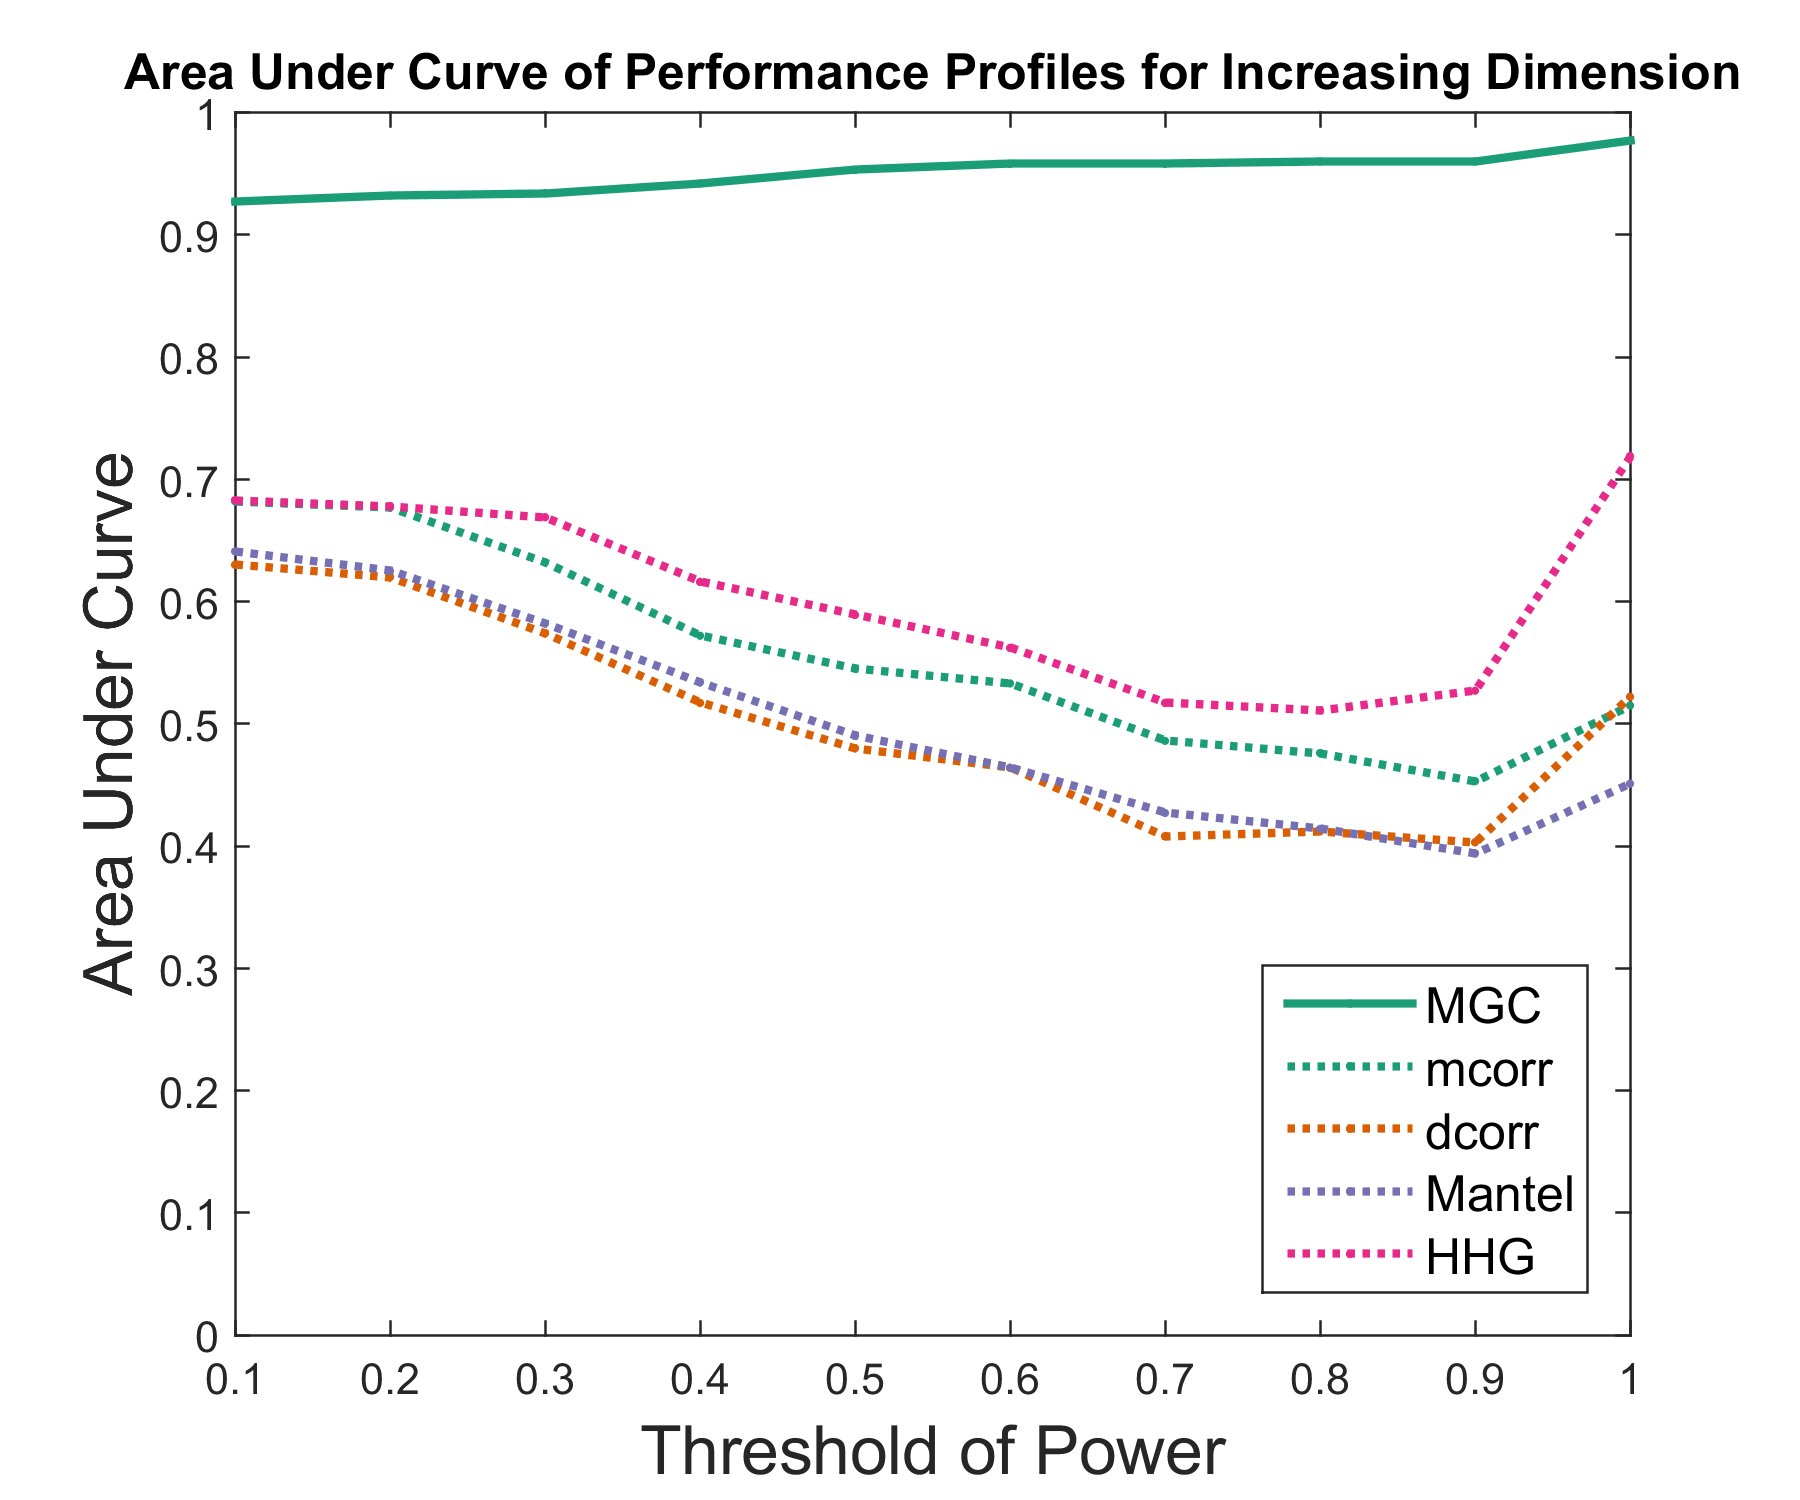 Area Under Curve of Performance Profiles for Increasing Dimension
1
0.9
0.8
0.7
0.6
0.5
0.4
0.3
0.2
0.1
0
Area Under Curve
MGC
mcorr
dcorr
Mantel
HHG
0.1 0.2 0.3 0.4 0.5 0.6 0.7 0.8 0.9 1
Threshold of Power